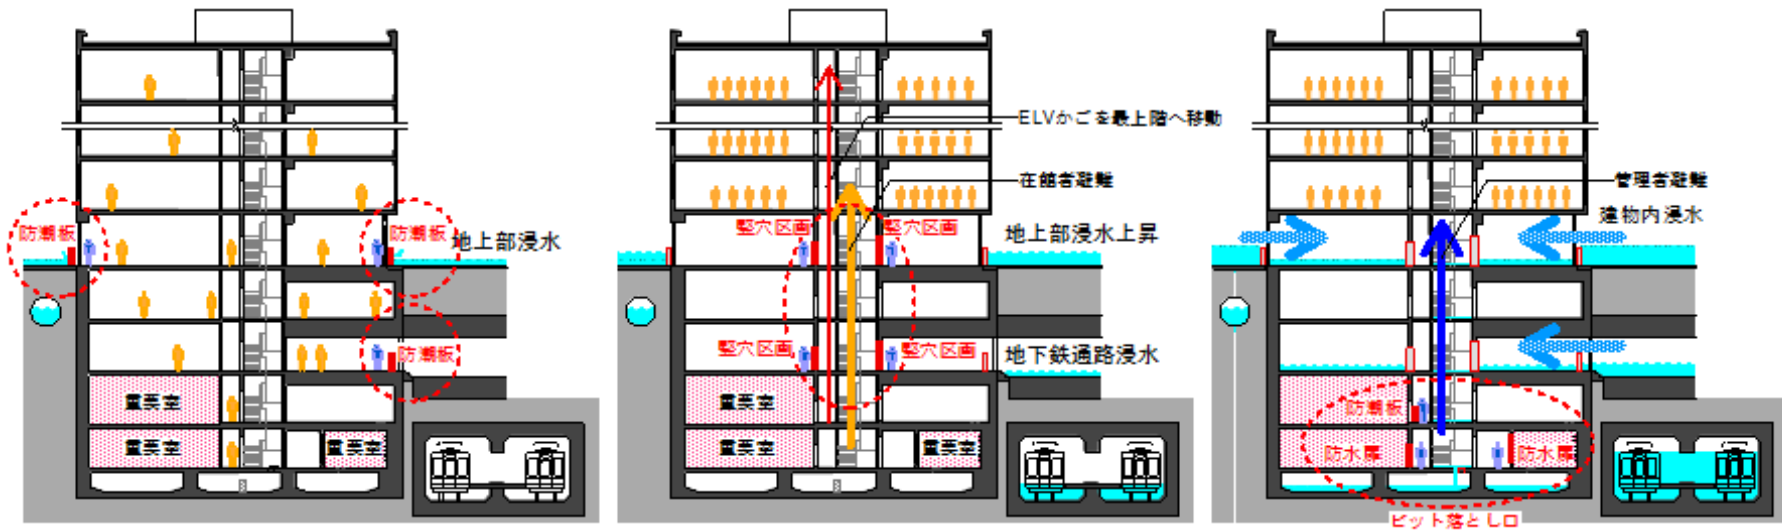 防潮板
防潮板
地上部浸水
防潮板
重要室
重要室
重要室
ELVかごを最上階へ移動
在館者避難
竪穴区画
竪穴区画
地上部浸水上昇
竪穴区画
竪穴区画
地下鉄通路浸水
重要室
重要室
重要室
管理者避難
建物内浸水
防潮板
防水扉
防水扉
ピット落とし口